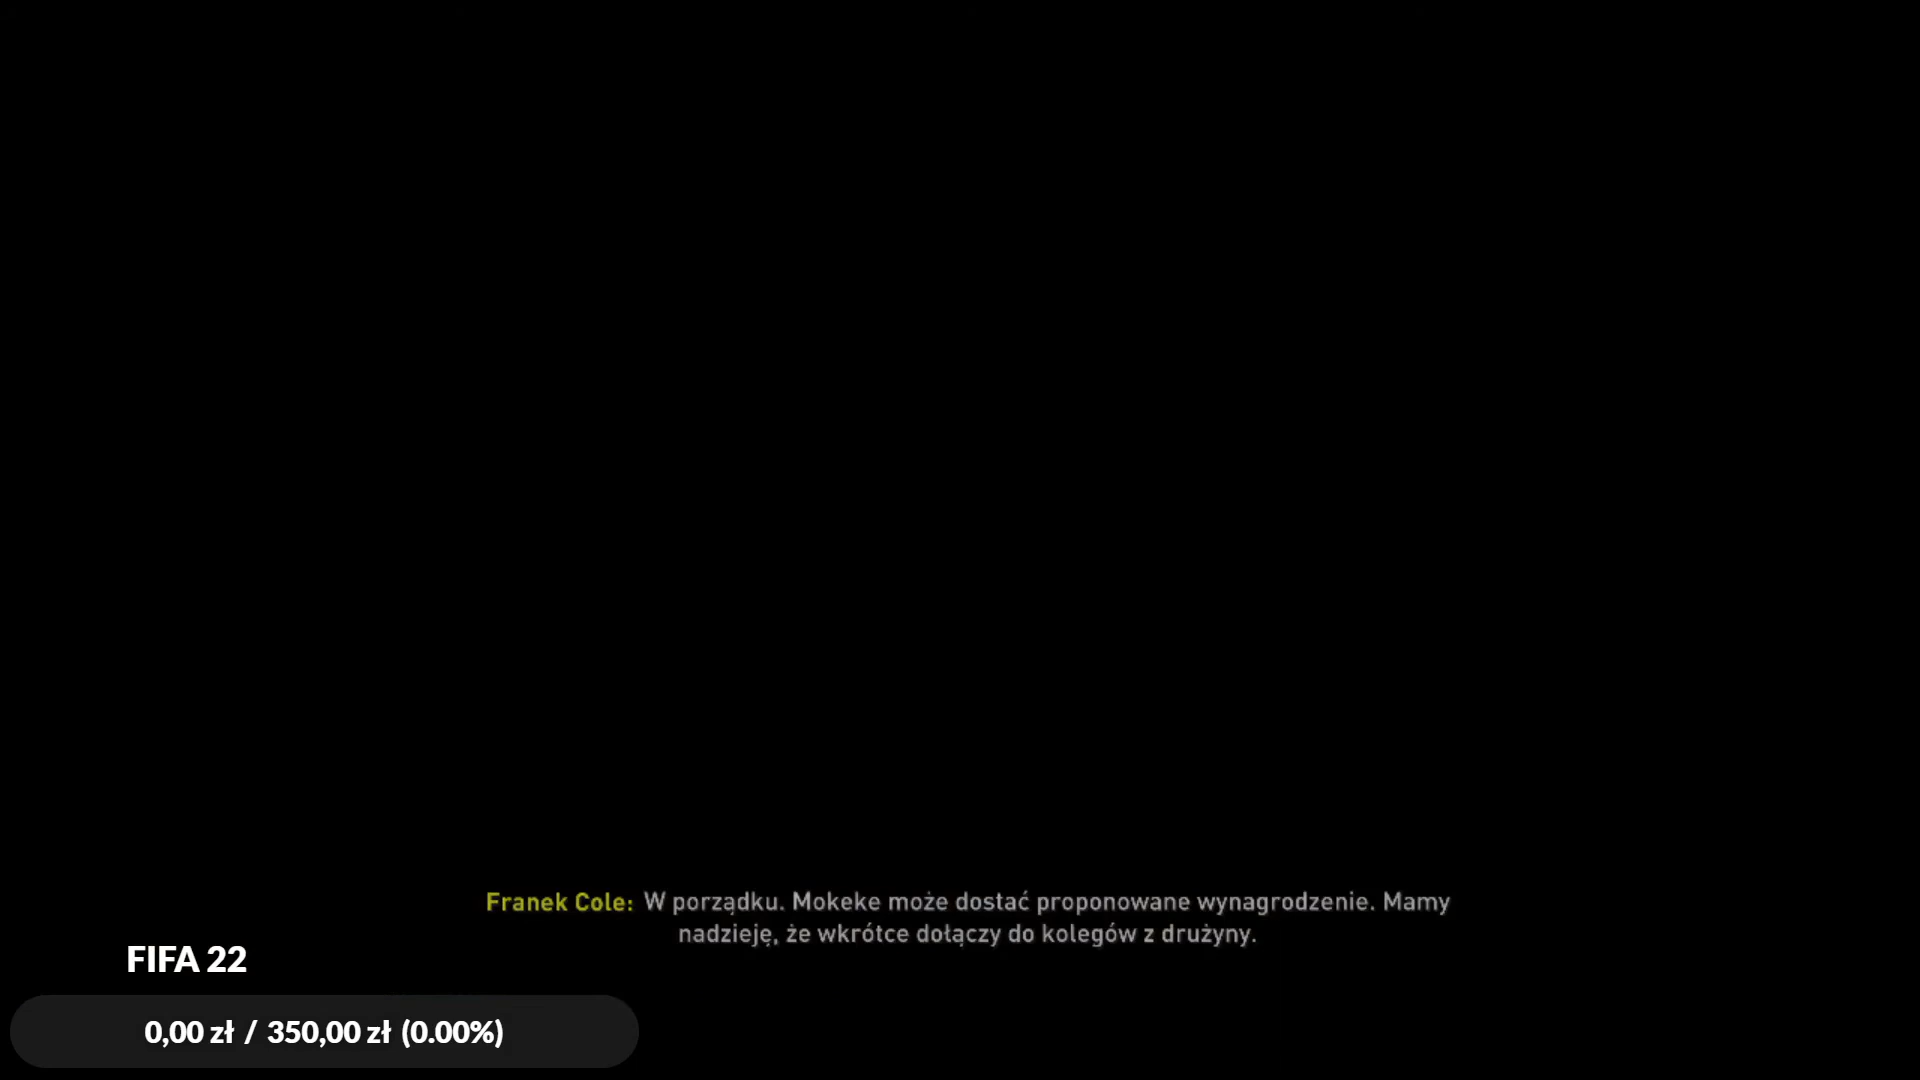 Franek Cole: W porządku. Mokeke może dostać proponowane wynagrodzenie. Mamy
nadzieję, że wkrótce dołączy do kolegów z drużyny.
FIFA 22
0,00 zł / 350,00 zł (0.00%)